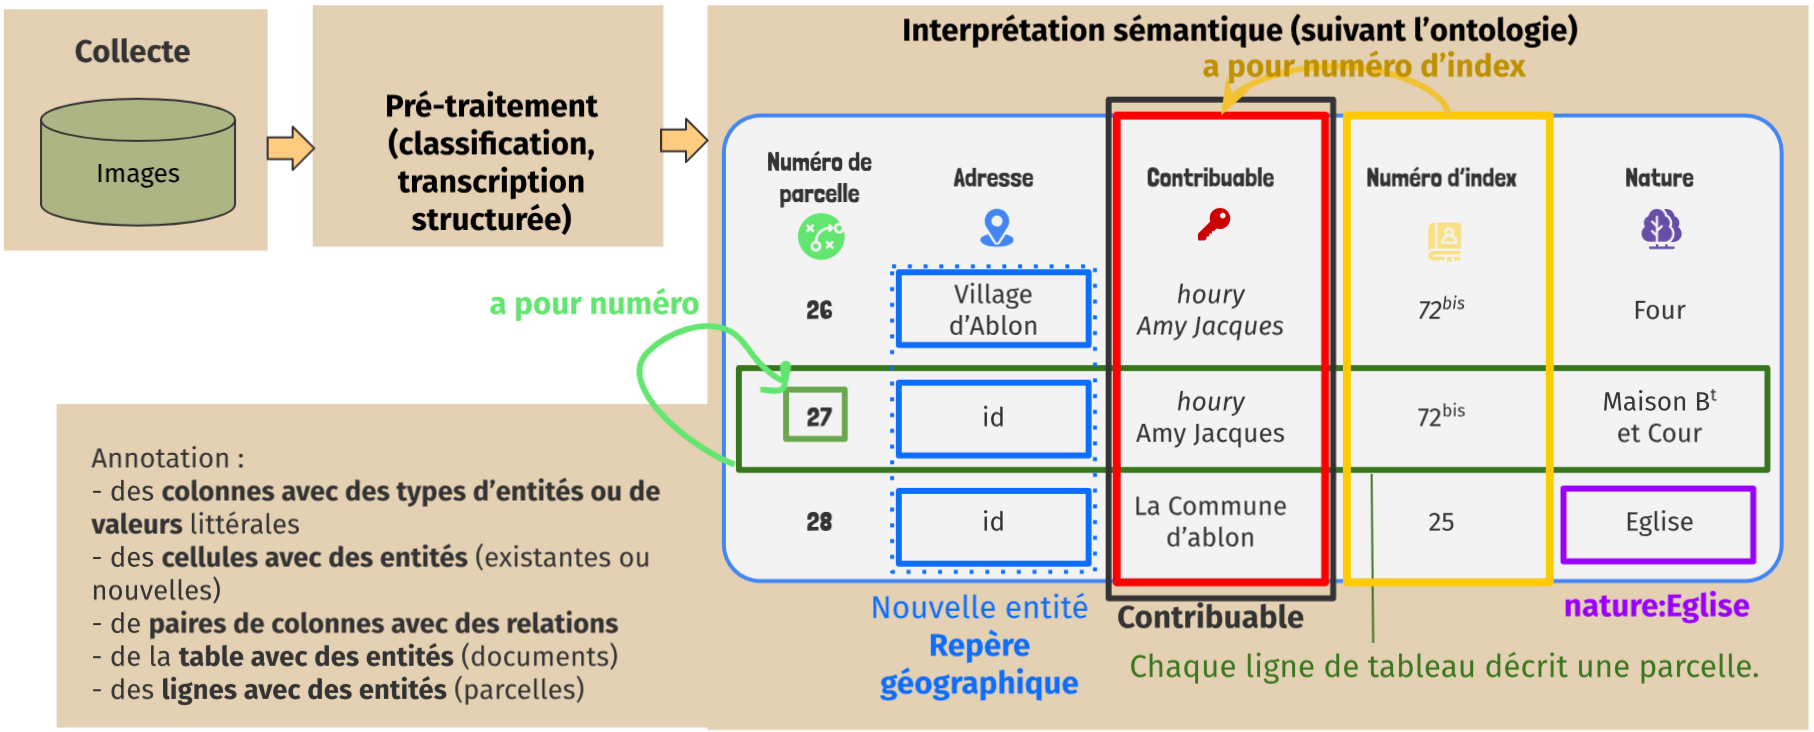 Collecte
Images
Pré-traitement
(classification,
transcription
structurée)
Interprétation sémantique (suivant l'ontologie)
a pour numéro d'index
Numéro de
parcelle
Adresse
Contribuable
Numéro d'index
Nature
a pour numéro
26
Village
d'Ablon
houry
Amy Jacques
72bis
Four
27
id
houry
Amy Jacques
72bis
Maison Bt
et Cour
28
id
La Commune
d'ablon
25
Eglise
Nouvelle entité
Repère
géographique
Contribuable
nature:Eglise
Chaque ligne de tableau décrit une parcelle.
Annotation :
- des colonnes avec des types d'entités ou de
valeurs littérales
- des cellules avec des entités (existantes ou
nouvelles)
- de paires de colonnes avec des relations
- de la table avec des entités (documents)
- des lignes avec des entités (parcelles)